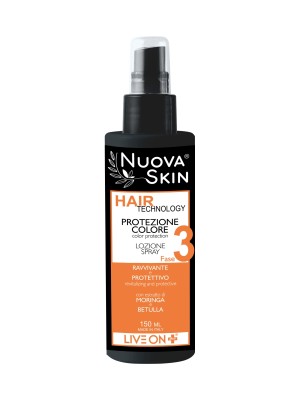 NUOVA®
SKIN
HAIR
TECHNOLOGY
PROTEZIONE
COLORE
color protection
LOZIONE
SPRAY
Fase 3
RAVVIVANTE
e PROTETTIVO
revitalizing and protective
con estratto di
MORINGA
e
BETULLA
150 ML
MADE IN ITALY
LIVE ON +